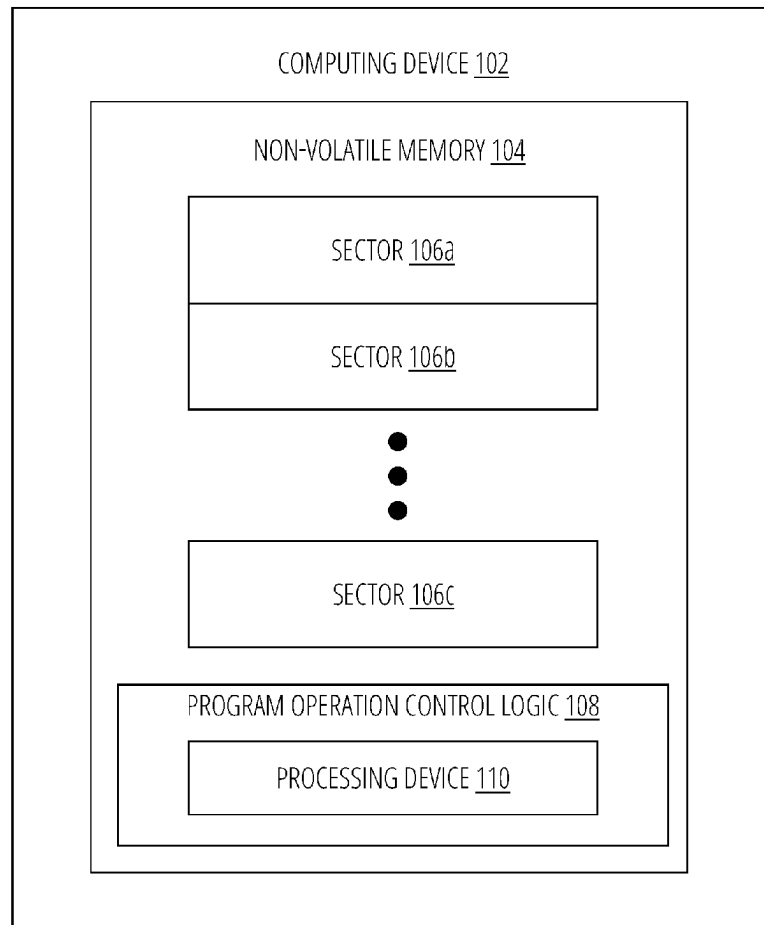 COMPUTING DEVICE 102
NON-VOLATILE MEMORY 104
SECTOR 106a
SECTOR 106b
SECTOR 106c
PROGRAM OPERATION CONTROL LOGIC 108
PROCESSING DEVICE 110